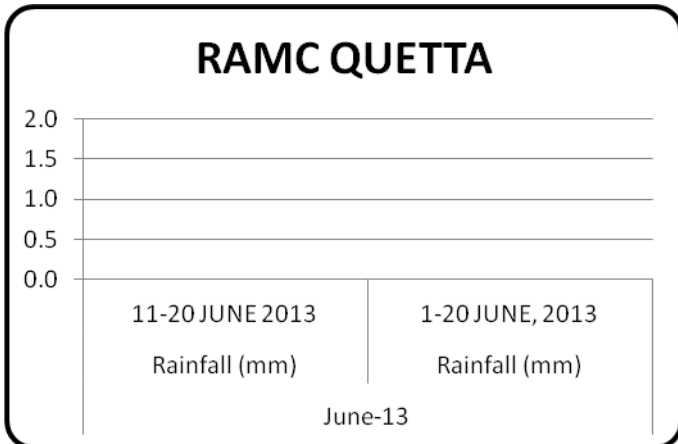 RAMC QUETTA
2.0
1.5
1.0
0.5
0.0
11-20 JUNE 2013 1-20 JUNE, 2013
Rainfall (mm) Rainfall (mm)
June-13